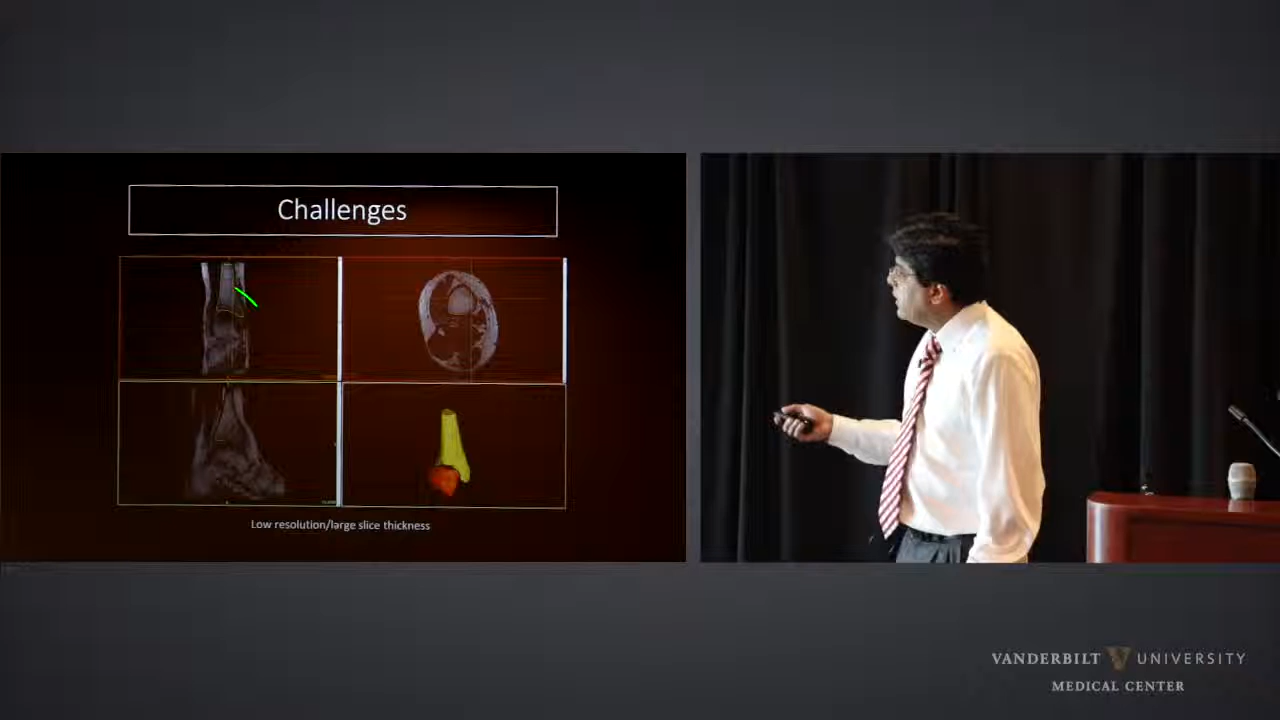 Challenges
Low resolution/large slice thickness
VANDERBILT UNIVERSITY
MEDICAL CENTER